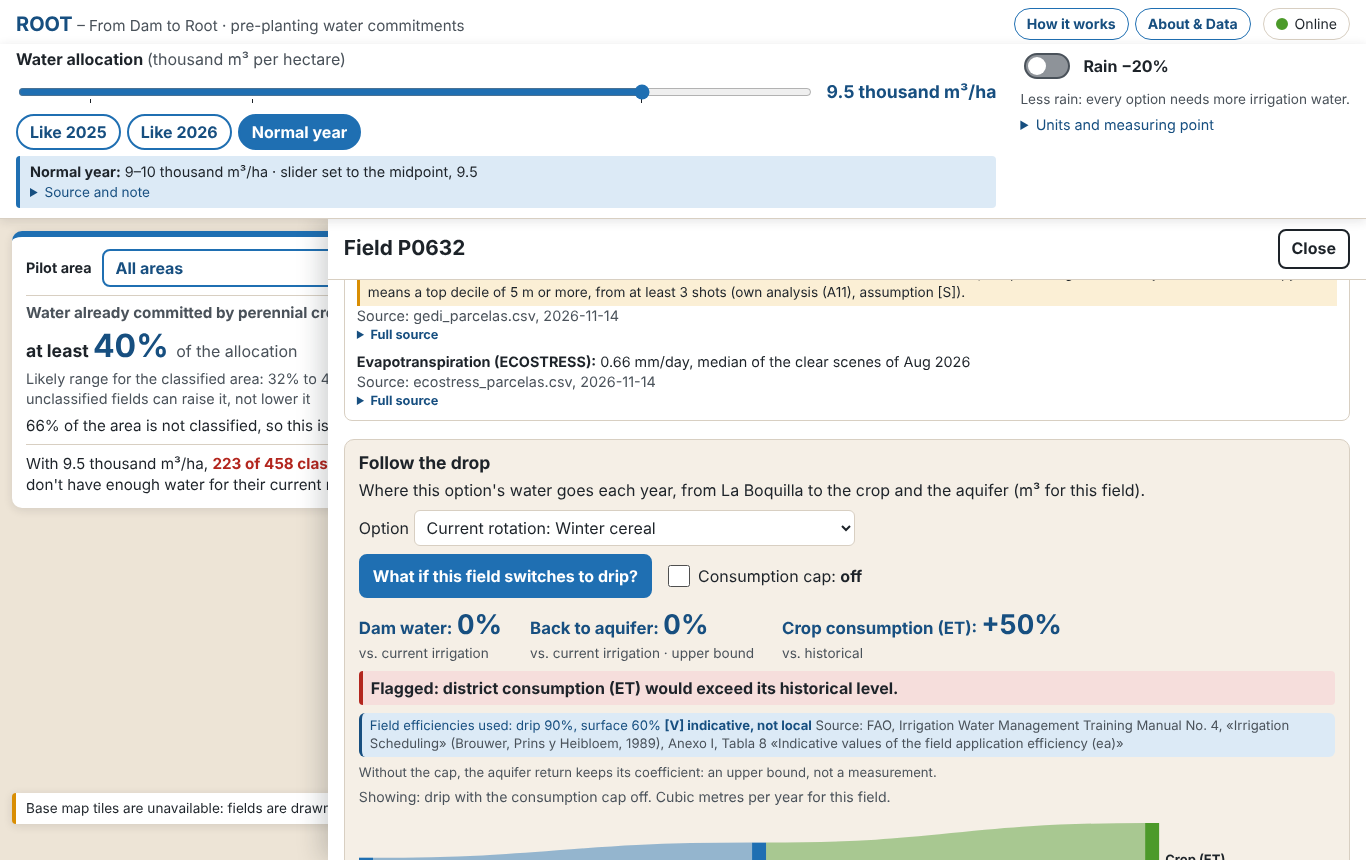 ROOT – From Dam to Root · pre-planting water commitments
How it works
About & Data
Online
Water allocation (thousand m³ per hectare)
9.5 thousand m³/ha
Like 2025
Like 2026
Normal year
Normal year: 9–10 thousand m³/ha · slider set to the midpoint, 9.5
Source and note
Rain −20%
Less rain: every option needs more irrigation water.
Units and measuring point
Pilot area
All areas
Water already committed by perennial
at least 40% of the allocation
Likely range for the classified area: 32% to
unclassified fields can raise it, not lower it
66% of the area is not classified, so this is
With 9.5 thousand m³/ha, 223 of 458
don't have enough water for their current
Base map tiles are unavailable: fields are
Field P0632
Close
means a top decile of 5 m or more, from at least 3 shots (own analysis (A11), assumption [S]).
Source: gedi_parcelas.csv, 2026-11-14
Full source
Evapotranspiration (ECOSTRESS): 0.66 mm/day, median of the clear scenes of Aug 2026
Source: ecostress_parcelas.csv, 2026-11-14
Full source
Follow the drop
Where this option's water goes each year, from La Boquilla to the crop and the aquifer (m³ for this field).
Option
Current rotation: Winter cereal
What if this field switches to drip?
Consumption cap: off
Dam water: 0%
vs. current irrigation
Back to aquifer: 0%
vs. current irrigation · upper bound
Crop consumption (ET): +50%
vs. historical
Flagged: district consumption (ET) would exceed its historical level.
Field efficiencies used: drip 90%, surface 60% [V] indicative, not local Source: FAO, Irrigation Water Management Training Manual No. 4, «Irrigation
Scheduling» (Brouwer, Prins y Heibloem, 1989), Anexo I, Tabla 8 «Indicative values of the field application efficiency (ea)»
Without the cap, the aquifer return keeps its coefficient: an upper bound, not a measurement.
Showing: drip with the consumption cap off. Cubic metres per year for this field.
Crop (ET)